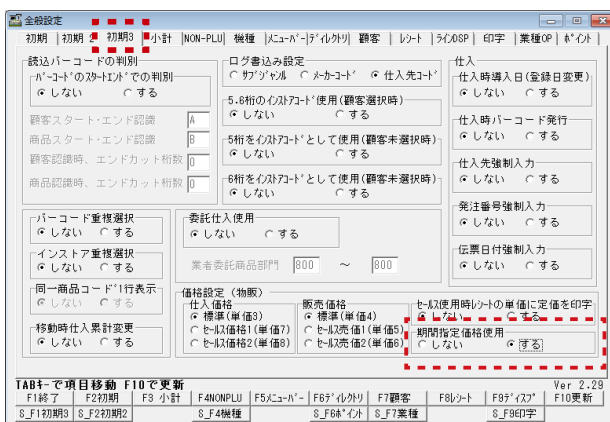 全般設定
初期 初期 2 初期3 小計 NON-PLU 機種 メニューバー ディレクトリ 顧客 レシート ラインDSP 印字 業種OP ポイント
読込バーコードの判別
バーコードのスタートエンドでの判別
しない する
顧客スタート・エンド認識 A
商品スタート・エンド認識 B
顧客認識時、エンドカット桁数 0
商品認識時、エンドカット桁数 0
ログ書込み設定
サブジャンル メーカーコード 仕入先コード
5.6桁のインストアコード使用(顧客選択時)
しない する
5桁をインストアコードとして使用(顧客未選択時)
しない する
6桁をインストアコードとして使用(顧客未選択時)
しない する
仕入
仕入時導入日(登録日変更)
しない する
仕入時バーコード発行
しない する
仕入先強制入力
しない する
発注番号強制入力
しない する
伝票日付強制入力
しない する
バーコード重複選択
しない する
インストア重複選択
しない する
同一商品コード1行表示
しない する
移動時仕入累計変更
しない する
委託仕入使用
しない する
業者委託商品部門 800 ～ 800
価格設定(物販)
仕入価格
標準(単価3)
セール価格1(単価7)
セール価格2(単価8)
販売価格
標準(単価4)
セール売価1(単価5)
セール売価2(単価6)
セール使用時レシートの単価に定価を印字
しない する
期間指定価格使用
しない する
TABキーで項目移動 F10で更新 Ver 2.29
F1終了 F2初期 F3 小計 F4NONPLU F5メニューバー F6ディレクトリ F7顧客 F8レシート F9ディスプ F10更新
S_F1初期3 S_F2初期2 S_F4機種 S_F6ポイント S_F7業種 S_F9印字